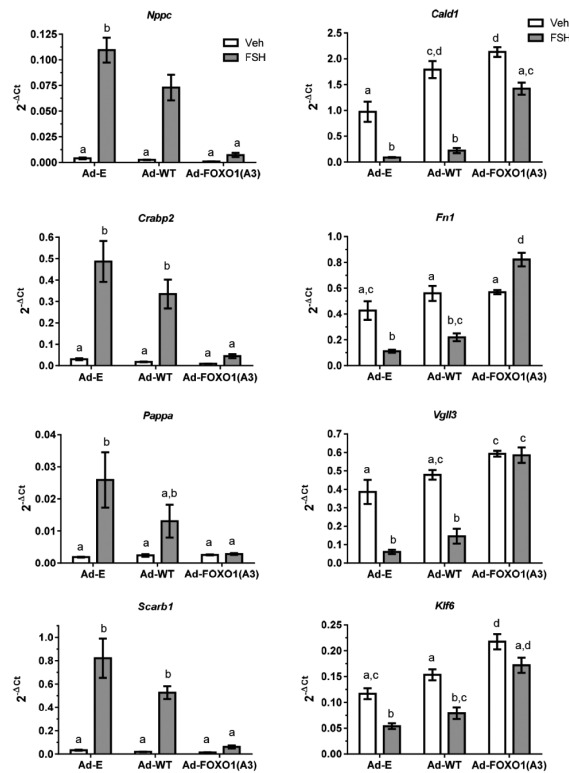 Nppc
Veh
FSH
2-ΔCt
0.125
0.100
0.075
0.050
0.025
0.000
a b a a a
Ad-E Ad-WT Ad-FOXO1(A3)
Cald1
Veh
FSH
2-ΔCt
2.5
2.0
1.5
1.0
0.5
0.0
a b c,d b d a,c
Ad-E Ad-WT Ad-FOXO1(A3)
Crabp2
2-ΔCt
0.6
0.5
0.4
0.3
0.2
0.1
0.0
a b a b a a
Ad-E Ad-WT Ad-FOXO1(A3)
Fn1
2-ΔCt
1.0
0.8
0.6
0.4
0.2
0.0
a,c b a b,c a d
Ad-E Ad-WT Ad-FOXO1(A3)
Pappa
2-ΔCt
0.04
0.03
0.02
0.01
0.00
a b a a,b a a
Ad-E Ad-WT Ad-FOXO1(A3)
Vgll3
2-ΔCt
0.7
0.6
0.5
0.4
0.3
0.2
0.1
0.0
a b a,c b c c
Ad-E Ad-WT Ad-FOXO1(A3)
Scarb1
2-ΔCt
1.2
1.0
0.8
0.6
0.4
0.2
0.0
a b a b a a
Ad-E Ad-WT Ad-FOXO1(A3)
Klf6
2-ΔCt
0.25
0.20
0.15
0.10
0.05
0.00
a,c b a b,c d a,d
Ad-E Ad-WT Ad-FOXO1(A3)